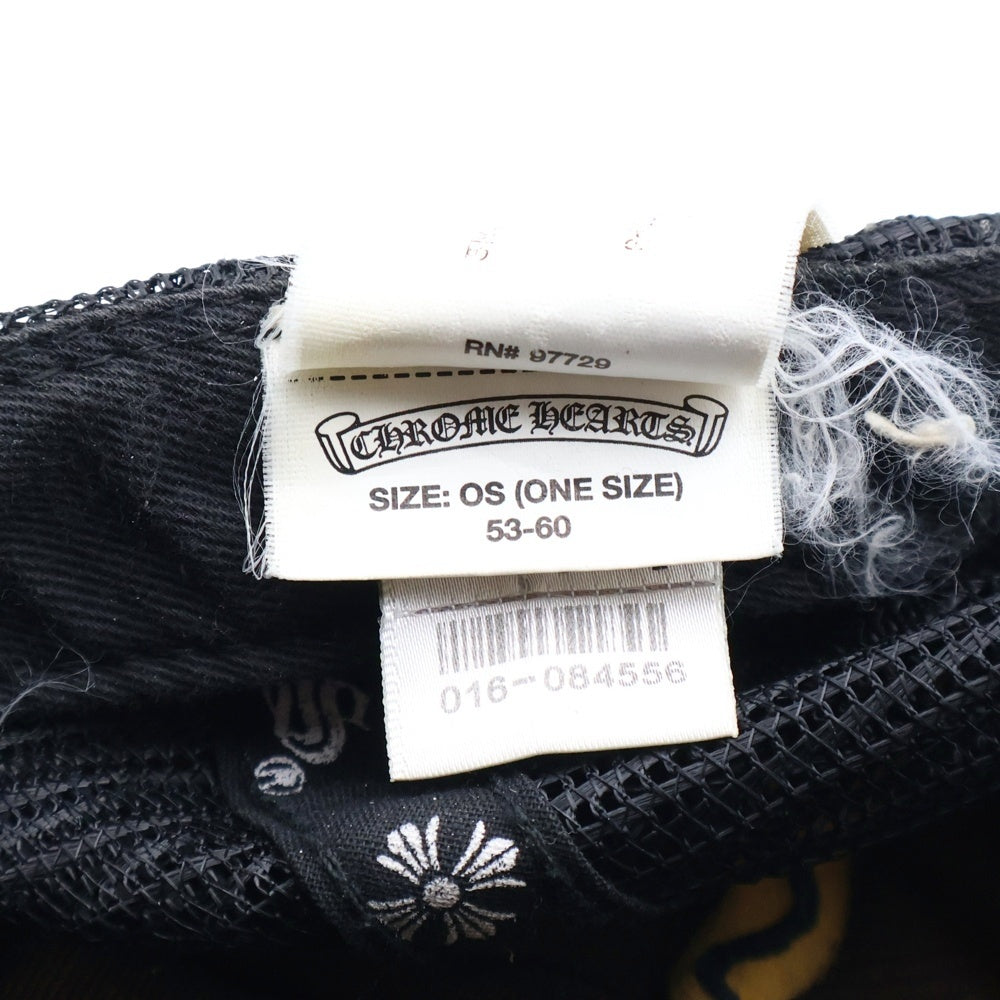 RN# 97729
CHROME HEARTS
SIZE: OS (ONE SIZE)
53-60
016-084556